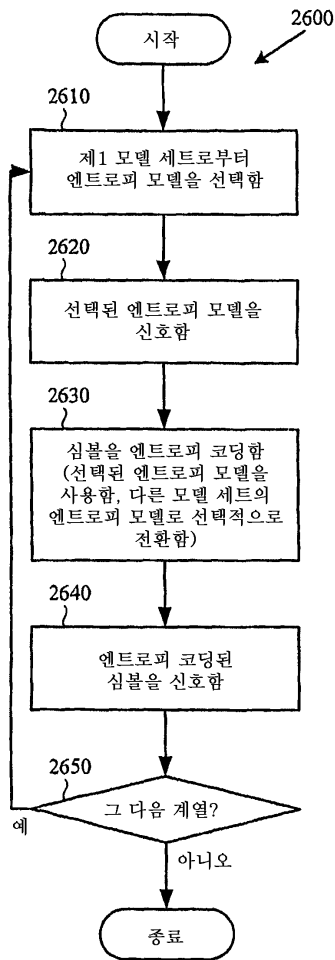 시작
2600
2610
제1 모델 세트로부터
엔트로피 모델을 선택함
2620
선택된 엔트로피 모델을
신호함
2630
심볼을 엔트로피 코딩함
(선택된 엔트로피 모델을
사용함, 다른 모델 세트의
엔트로피 모델로 선택적으로
전환함)
2640
엔트로피 코딩된
심볼을 신호함
2650
그 다음 계열?
예
아니오
종료